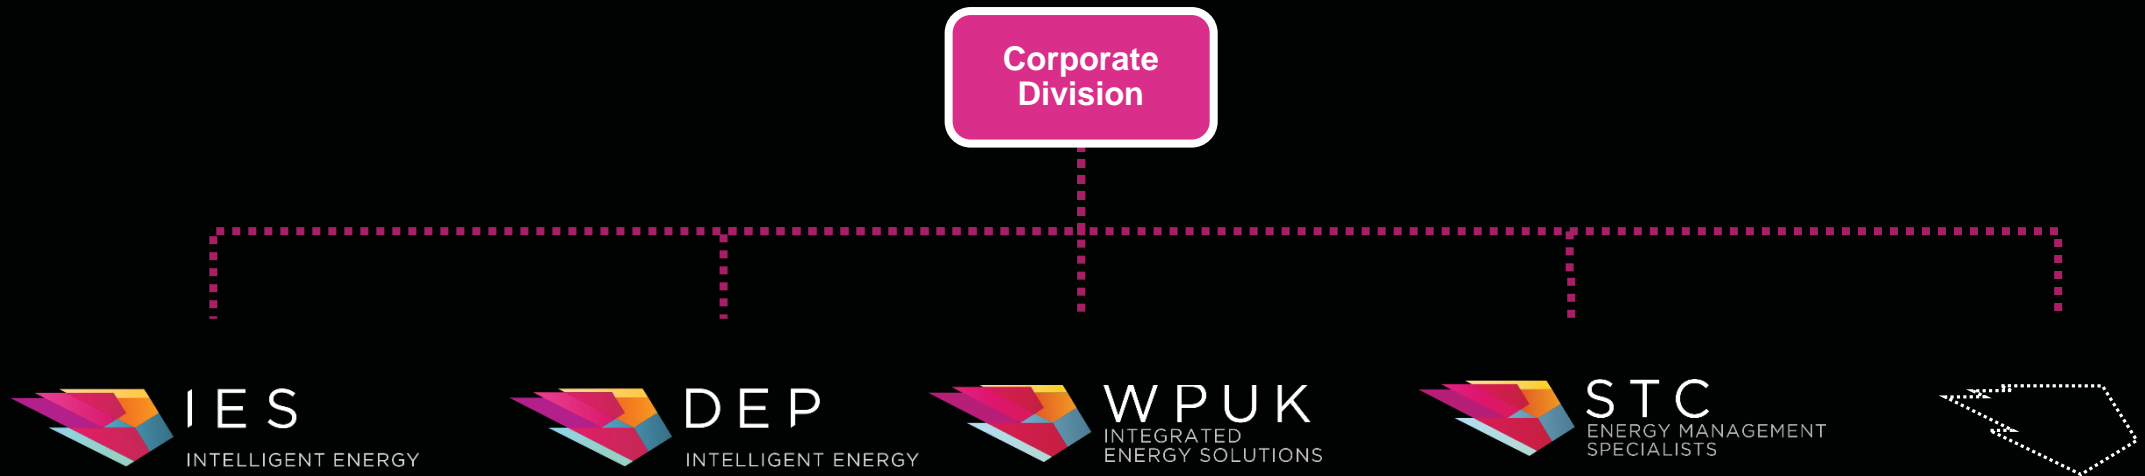 Corporate
Division
IES
INTELLIGENT ENERGY
DEP
INTELLIGENT ENERGY
WPUK
INTEGRATED
ENERGY SOLUTIONS
STC
ENERGY MANAGEMENT
SPECIALISTS